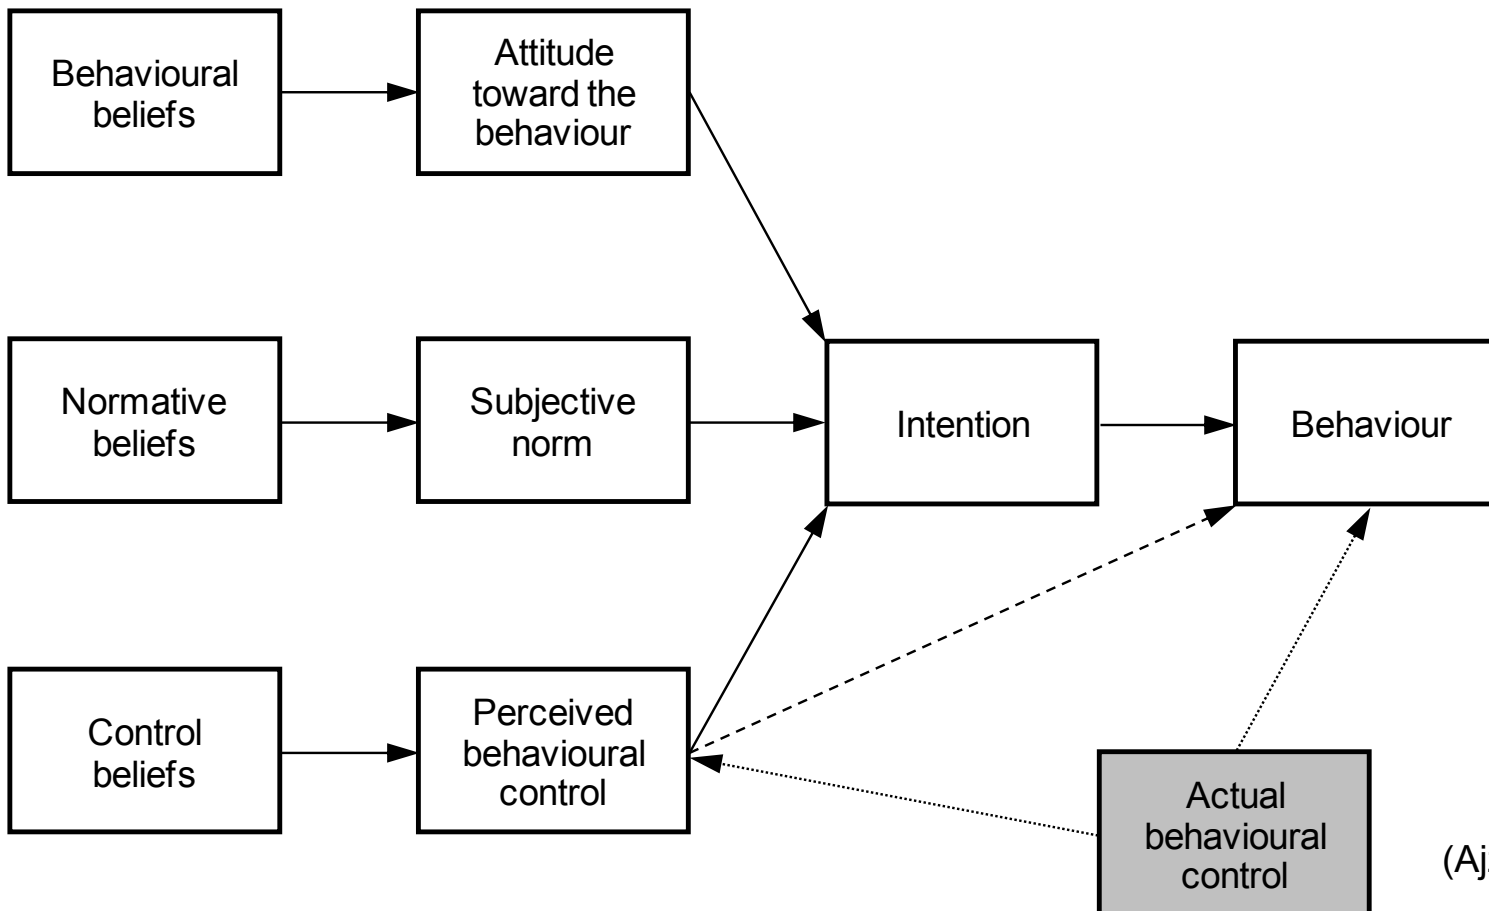 Behavioural
beliefs
Attitude
toward the
behaviour
Normative
beliefs
Subjective
norm
Intention
Behaviour
Control
beliefs
Perceived
behavioural
control
Actual
behavioural
control